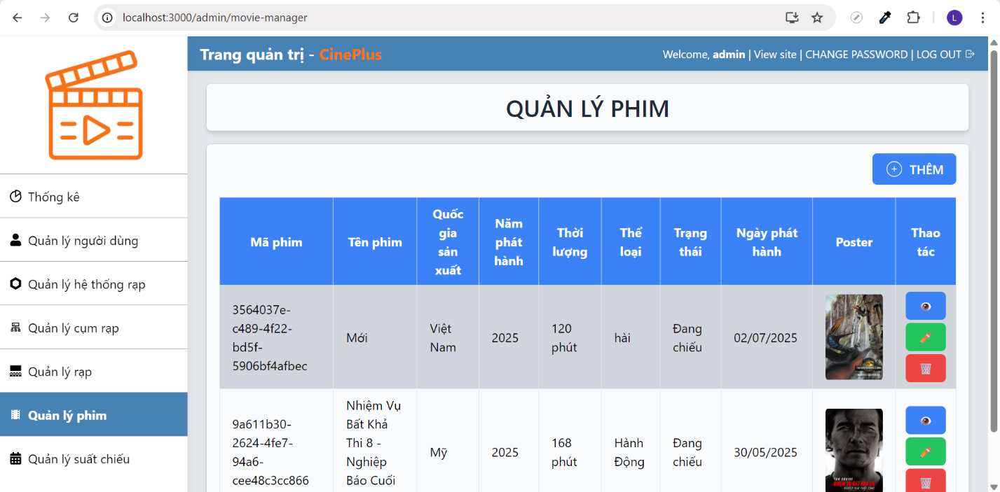 localhost:3000/admin/movie-manager
L
Trang quản trị - CinePlus
Welcome, admin | View site | CHANGE PASSWORD | LOG OUT
Thống kê
Quản lý người dùng
Quản lý hệ thống rạp
Quản lý cụm rạp
Quản lý rạp
Quản lý phim
Quản lý suất chiếu
QUẢN LÝ PHIM
THÊM
Mã phim
Tên phim
Quốc
gia
sản
xuất
Năm
phát
hành
Thời
lượng
Thể
loại
Trạng
thái
Ngày phát
hành
Poster
Thao
tác
3564037e-
c489-4f22-
bd5f-
5906bf4afbec
Mới
Việt
Nam
2025
120
phút
hài
Đang
chiếu
02/07/2025
9a611b30-
2624-4fe7-
94a6-
cee48c3cc866
Nhiệm Vụ
Bất Khả
Thi 8 -
Nghiệp
Báo Cuối
Mỹ
2025
168
phút
Hành
Động
Đang
chiếu
30/05/2025
TOM CRUISE